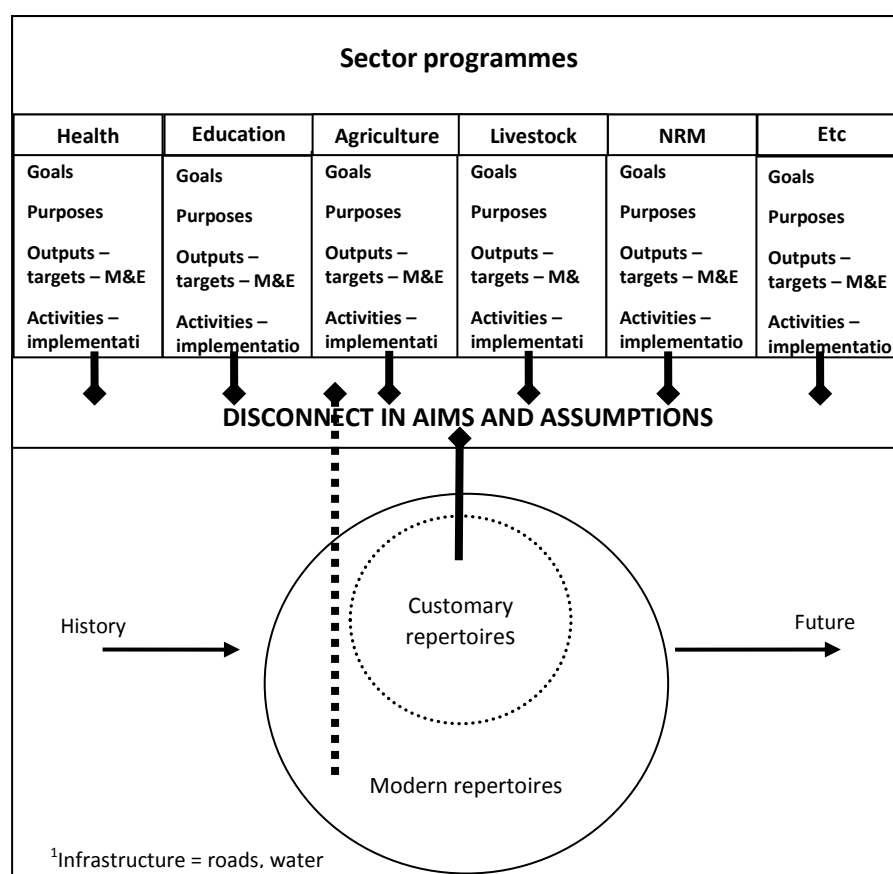 Sector programmes
Health
Education
Agriculture
Livestock
NRM
Etc
Goals
Purposes
Outputs –
targets – M&E
Activities –
implementati
Goals
Purposes
Outputs –
targets – M&E
Activities –
implementatio
Goals
Purposes
Outputs –
targets – M&E
Activities –
implementati
Goals
Purposes
Outputs –
targets – M&
Activities –
implementati
Goals
Purposes
Outputs –
targets – M&E
Activities –
implementatio
Goals
Purposes
Outputs –
targets – M&E
Activities –
implementatio
DISCONNECT IN AIMS AND ASSUMPTIONS
Customary
repertoires
History
Future
Modern repertoires
¹Infrastructure = roads, water